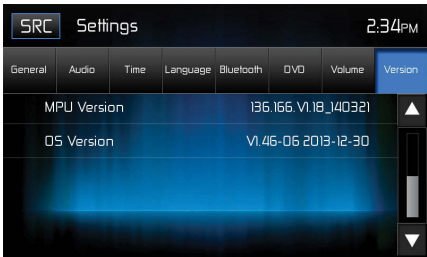 SRC Settings 2:34PM
General Audio Time Language Bluetooth DVD Volume Version
MPU Version 136.166.V1.18_140321
OS Version V1.46-06 2013-12-30